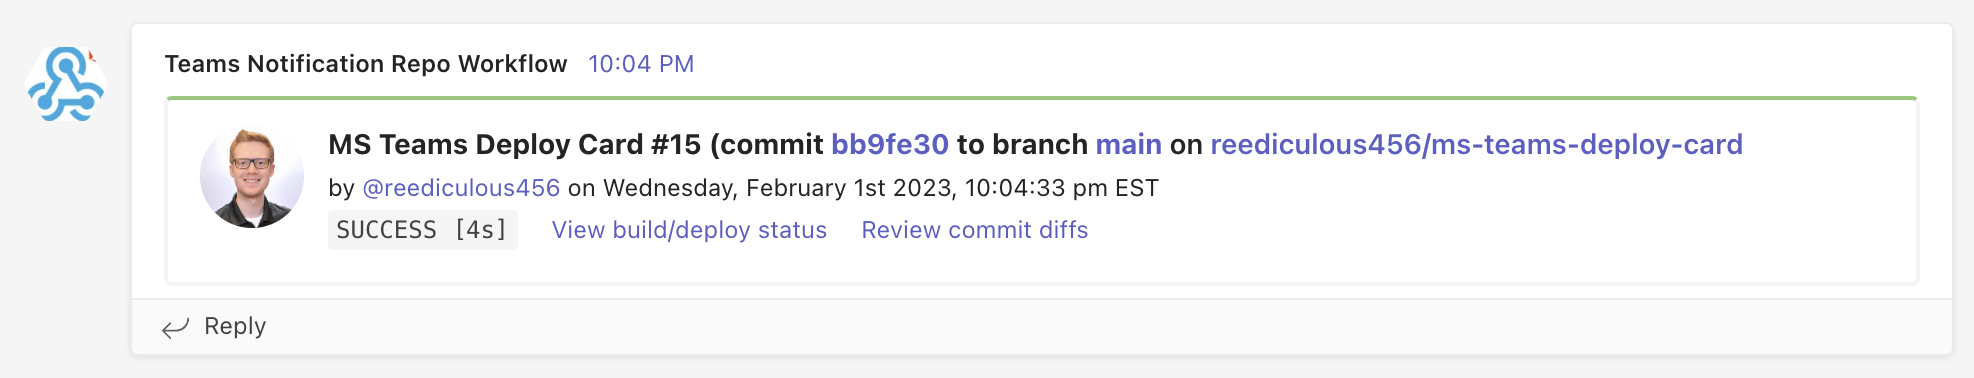 Teams Notification Repo Workflow 10:04 PM
MS Teams Deploy Card #15 (commit bb9fe30 to branch main on reediculous456/ms-teams-deploy-card
by @reediculous456 on Wednesday, February 1st 2023, 10:04:33 pm EST
SUCCESS [4s] View build/deploy status Review commit diffs
Reply